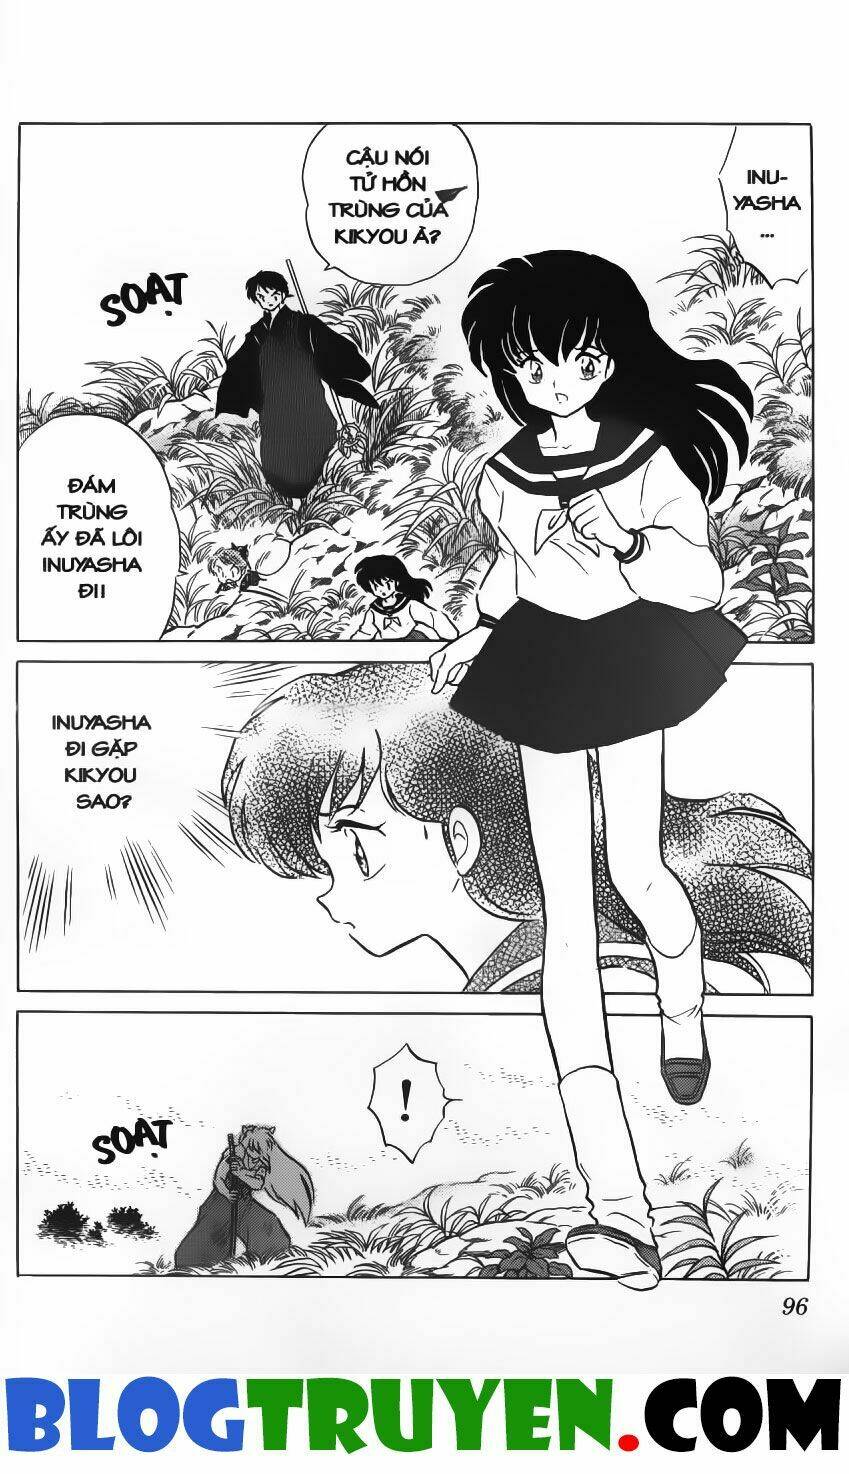 INU-
YASHA
...
CẬU NÓI
TỬ HỒN
TRÙNG CỦA
KIKYOU À?
SOẠT
ĐÁM
TRÙNG
ẤY ĐÃ LÔI
INUYASHA
ĐI!
INUYASHA
ĐI GẶP
KIKYOU
SAO?
!
SOẠT
96
BLOGTRUYEN.COM